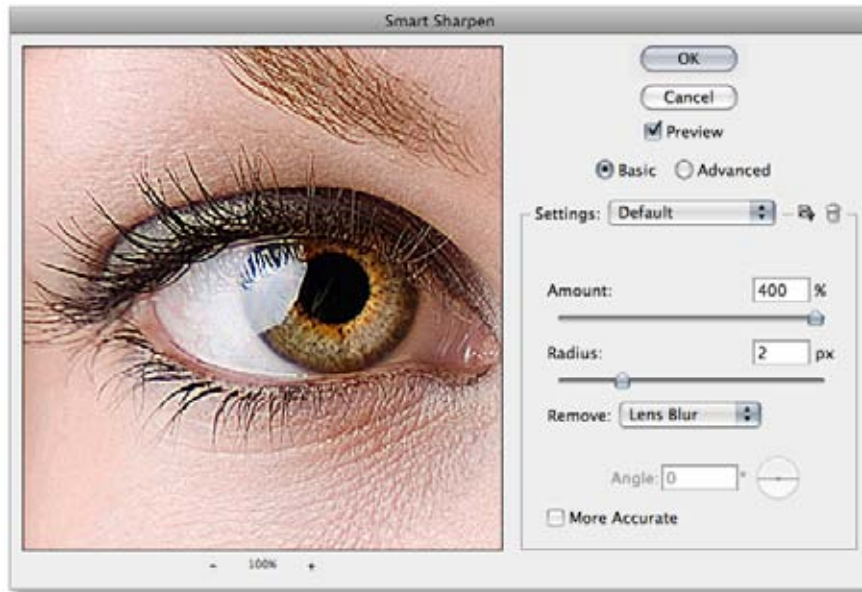 Smart Sharpen
OK
Cancel
Preview
Basic Advanced
Settings: Default
Amount: 400 %
Radius: 2 px
Remove: Lens Blur
Angle: 0 °
More Accurate
- 100% +